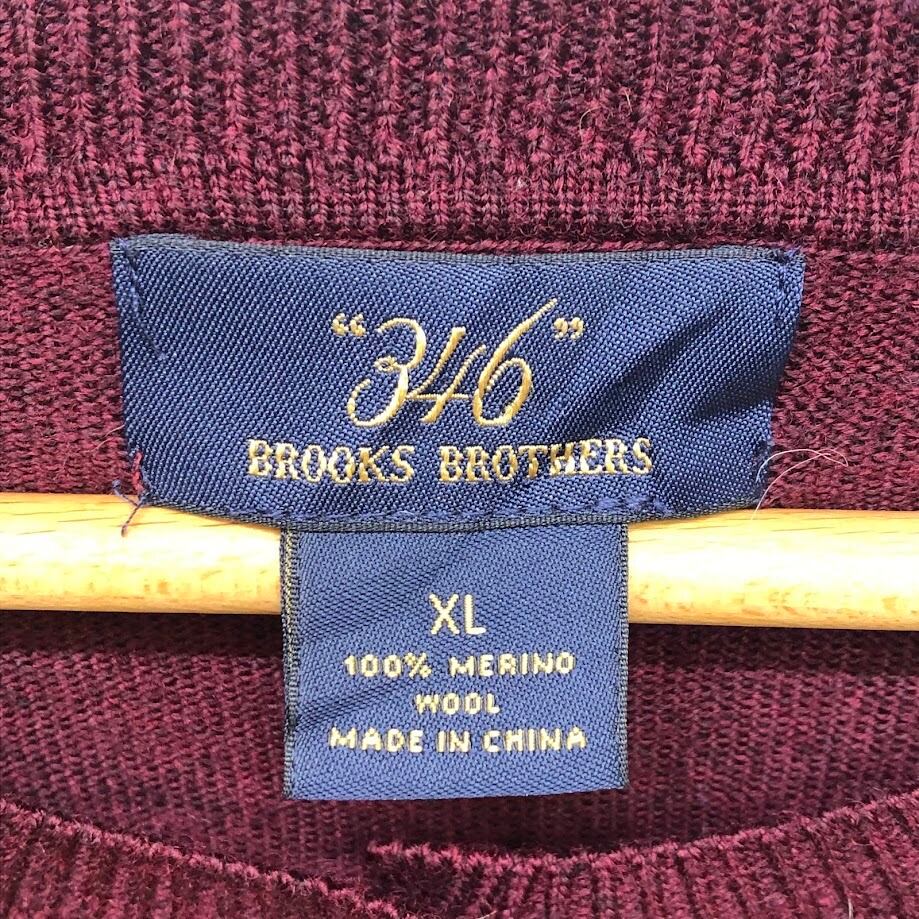 “346”
BROOKS BROTHERS
XL
100% MERINO
WOOL
MADE IN CHINA